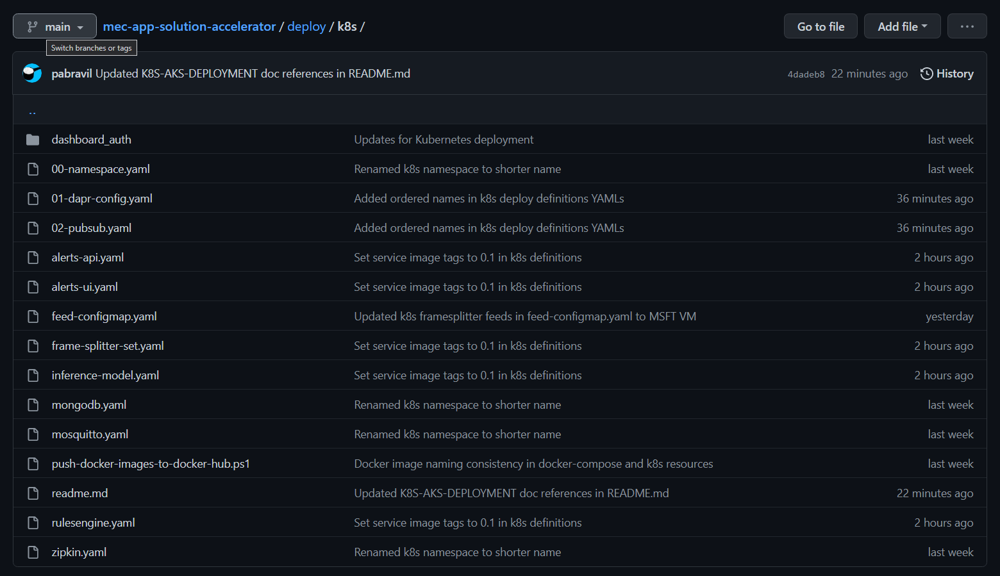 main mec-app-solution-accelerator / deploy / k8s / Go to file Add file ...
Switch branches or tags
pabravil Updated K8S-AKS-DEPLOYMENT doc references in README.md 4dadeb8 22 minutes ago History
..
dashboard_auth Updates for Kubernetes deployment last week
00-namespace.yaml Renamed k8s namespace to shorter name last week
01-dapr-config.yaml Added ordered names in k8s deploy definitions YAMLs 36 minutes ago
02-pubsub.yaml Added ordered names in k8s deploy definitions YAMLs 36 minutes ago
alerts-api.yaml Set service image tags to 0.1 in k8s definitions 2 hours ago
alerts-ui.yaml Set service image tags to 0.1 in k8s definitions 2 hours ago
feed-configmap.yaml Updated k8s framesplitter feeds in feed-configmap.yaml to MSFT VM yesterday
frame-splitter-set.yaml Set service image tags to 0.1 in k8s definitions 2 hours ago
inference-model.yaml Set service image tags to 0.1 in k8s definitions 2 hours ago
mongodb.yaml Renamed k8s namespace to shorter name last week
mosquitto.yaml Renamed k8s namespace to shorter name last week
push-docker-images-to-docker-hub.ps1 Docker image naming consistency in docker-compose and k8s resources last week
readme.md Updated K8S-AKS-DEPLOYMENT doc references in README.md 22 minutes ago
rulesengine.yaml Set service image tags to 0.1 in k8s definitions 2 hours ago
zipkin.yaml Renamed k8s namespace to shorter name last week